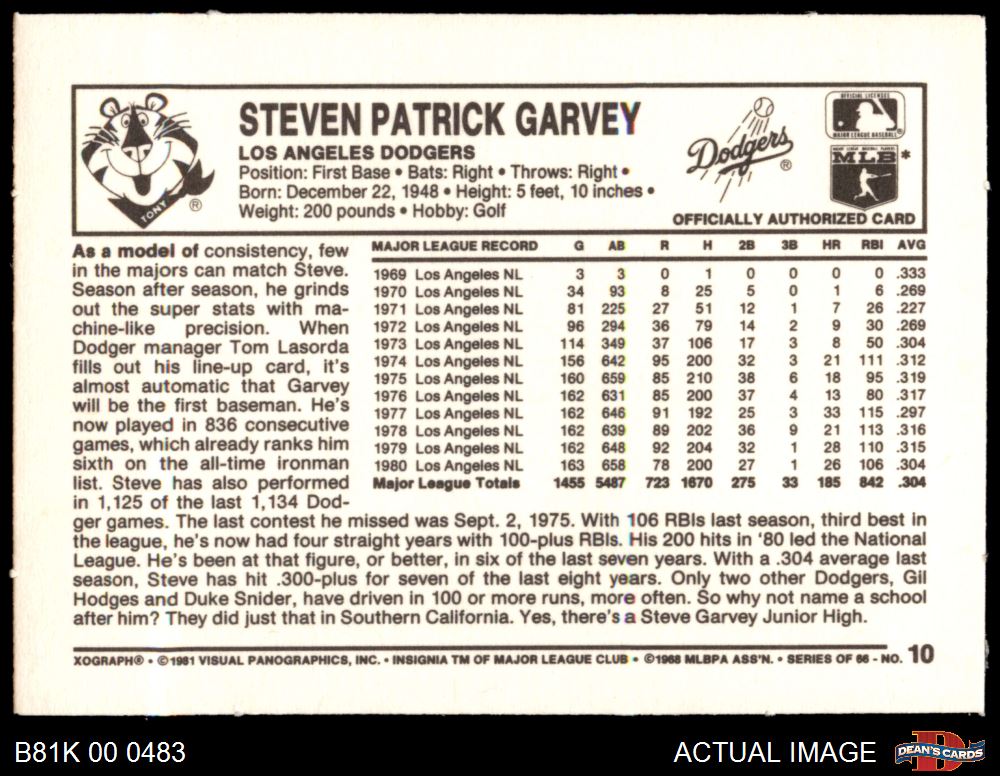 STEVEN PATRICK GARVEY
LOS ANGELES DODGERS
Position: First Base • Bats: Right • Throws: Right •
Born: December 22, 1948 • Height: 5 feet, 10 inches •
Weight: 200 pounds • Hobby: Golf
TONY ®
Dodgers ®
OFFICIAL LICENSEE
MAJOR LEAGUE BASEBALL ®
MAJOR LEAGUE BASEBALL PLAYERS
MLB *
OFFICIALLY AUTHORIZED CARD
As a model of consistency, few
in the majors can match Steve.
Season after season, he grinds
out the super stats with ma-
chine-like precision. When
Dodger manager Tom Lasorda
fills out his line-up card, it's
almost automatic that Garvey
will be the first baseman. He's
now played in 836 consecutive
games, which already ranks him
sixth on the all-time ironman
list. Steve has also performed
in 1,125 of the last 1,134 Dod-
ger games. The last contest he missed was Sept. 2, 1975. With 106 RBIs last season, third best in
the league, he's now had four straight years with 100-plus RBIs. His 200 hits in '80 led the National
League. He's been at that figure, or better, in six of the last seven years. With a .304 average last
season, Steve has hit .300-plus for seven of the last eight years. Only two other Dodgers, Gil
Hodges and Duke Snider, have driven in 100 or more runs, more often. So why not name a school
after him? They did just that in Southern California. Yes, there's a Steve Garvey Junior High.
MAJOR LEAGUE RECORD G AB R H 2B 3B HR RBI AVG
1969 Los Angeles NL 3 3 0 1 0 0 0 0 .333
1970 Los Angeles NL 34 93 8 25 5 0 1 6 .269
1971 Los Angeles NL 81 225 27 51 12 1 7 26 .227
1972 Los Angeles NL 96 294 36 79 14 2 9 30 .269
1973 Los Angeles NL 114 349 37 106 17 3 8 50 .304
1974 Los Angeles NL 156 642 95 200 32 3 21 111 .312
1975 Los Angeles NL 160 659 85 210 38 6 18 95 .319
1976 Los Angeles NL 162 631 85 200 37 4 13 80 .317
1977 Los Angeles NL 162 646 91 192 25 3 33 115 .297
1978 Los Angeles NL 162 639 89 202 36 9 21 113 .316
1979 Los Angeles NL 162 648 92 204 32 1 28 110 .315
1980 Los Angeles NL 163 658 78 200 27 1 26 106 .304
Major League Totals 1455 5487 723 1670 275 33 185 842 .304
XOGRAPH® • ©1981 VISUAL PANOGRAPHICS, INC. • INSIGNIA TM OF MAJOR LEAGUE CLUB • ©1968 MLBPA ASS'N. • SERIES OF 66 - NO. 10
B81K 00 0483
ACTUAL IMAGE
DEAN'S CARDS